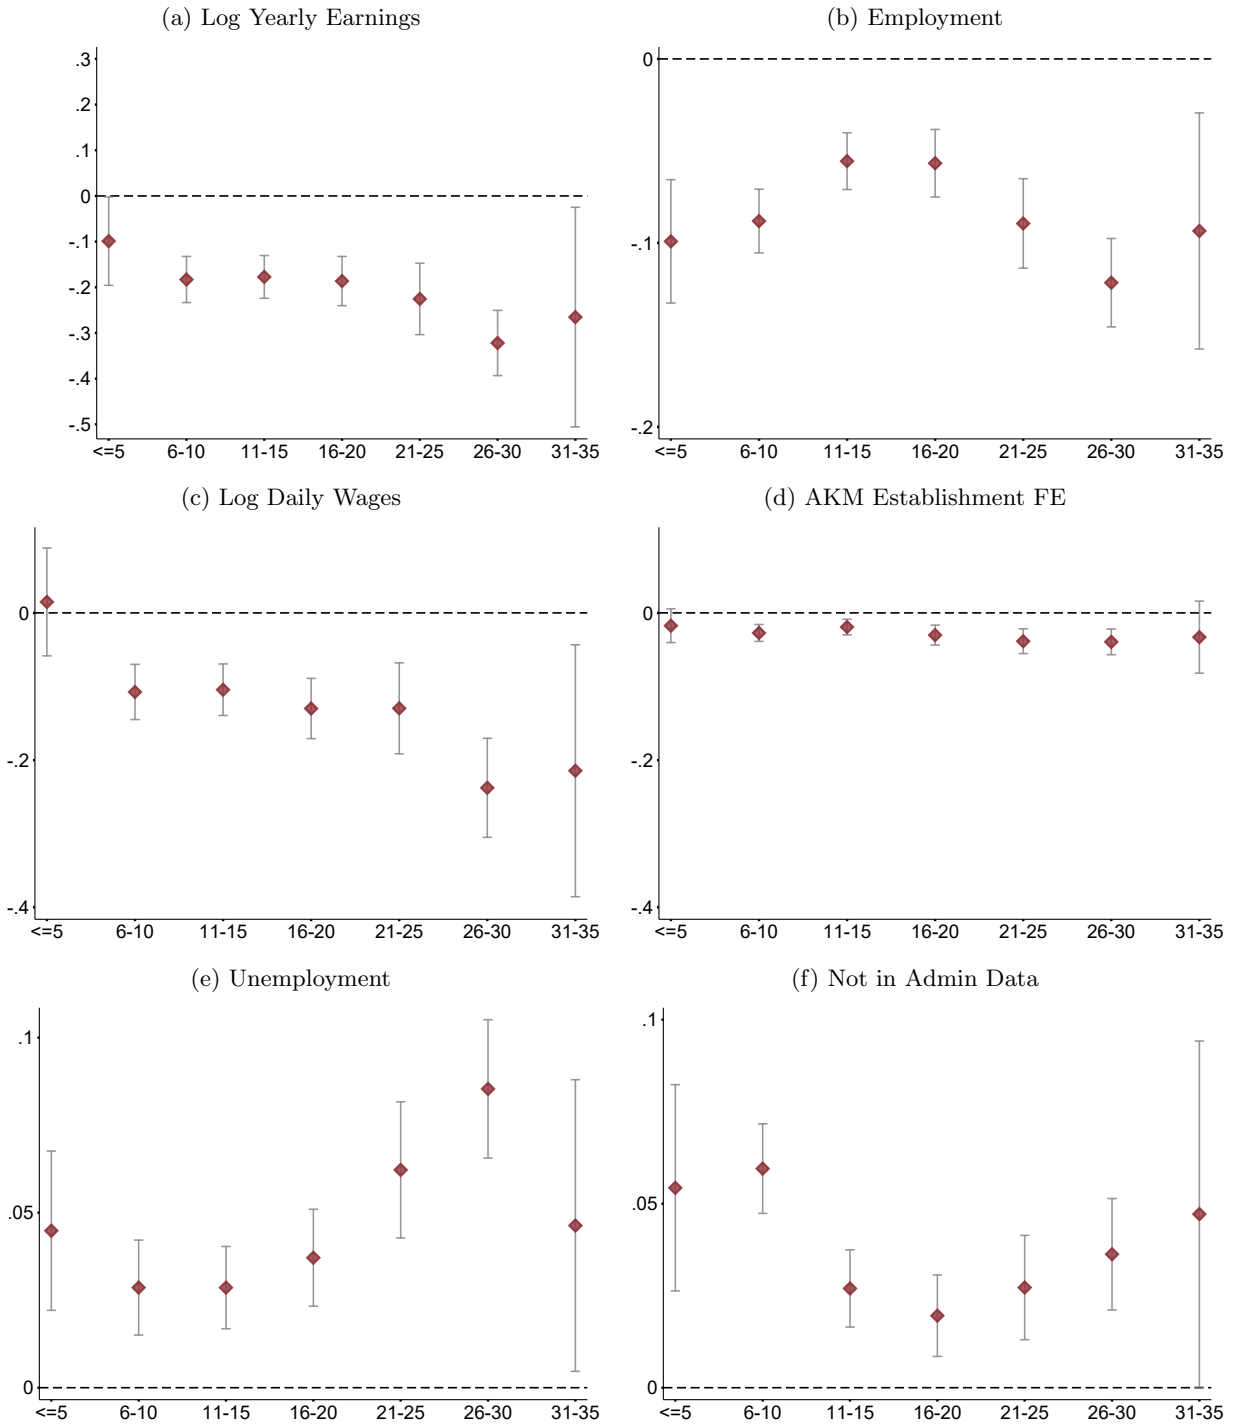 (a) Log Yearly Earnings
.3
.2
.1
0
-.1
-.2
-.3
-.4
-.5
<=5 6-10 11-15 16-20 21-25 26-30 31-35
(b) Employment
0
-.1
-.2
<=5 6-10 11-15 16-20 21-25 26-30 31-35
(c) Log Daily Wages
0
-.2
-.4
<=5 6-10 11-15 16-20 21-25 26-30 31-35
(d) AKM Establishment FE
0
-.2
-.4
<=5 6-10 11-15 16-20 21-25 26-30 31-35
(e) Unemployment
.1
.05
0
<=5 6-10 11-15 16-20 21-25 26-30 31-35
(f) Not in Admin Data
.1
.05
0
<=5 6-10 11-15 16-20 21-25 26-30 31-35